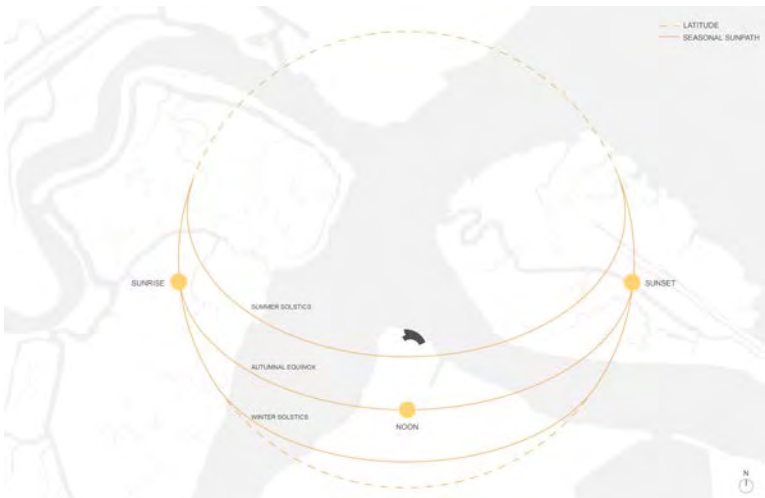 LATITUDE
SEASONAL SUNPATH
SUNRISE
SUNSET
SUMMER SOLSTICS
AUTUMNAL EQUINOX
WINTER SOLSTICS
NOON
N